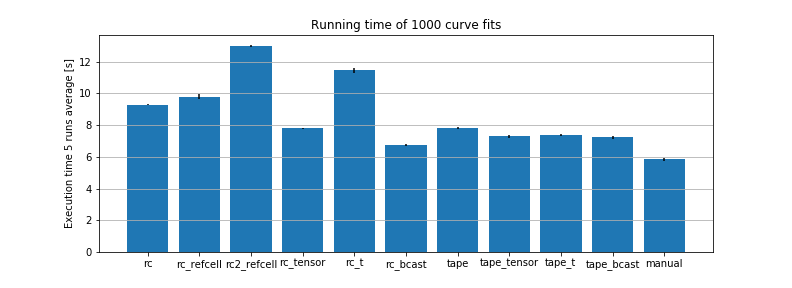 Running time of 1000 curve fits
Execution time 5 runs average [s]
12
10
8
6
4
2
0
rc rc_refcell rc2_refcell rc_tensor rc_t rc_bcast tape tape_tensor tape_t tape_bcast manual